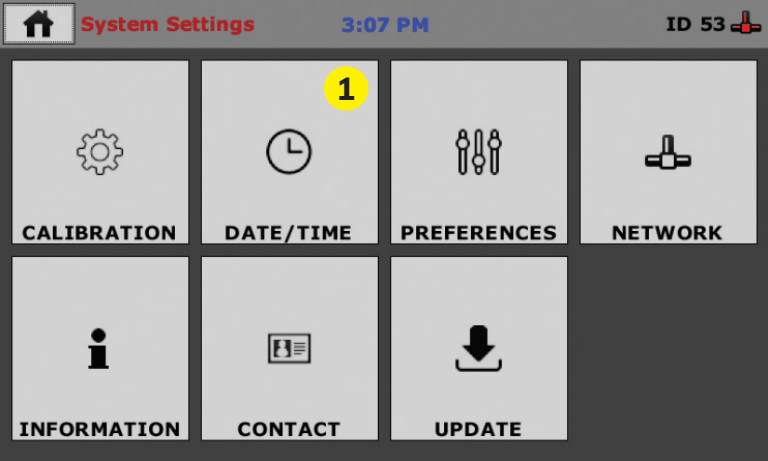 System Settings 3:07 PM ID 53
1
CALIBRATION DATE/TIME PREFERENCES NETWORK
INFORMATION CONTACT UPDATE